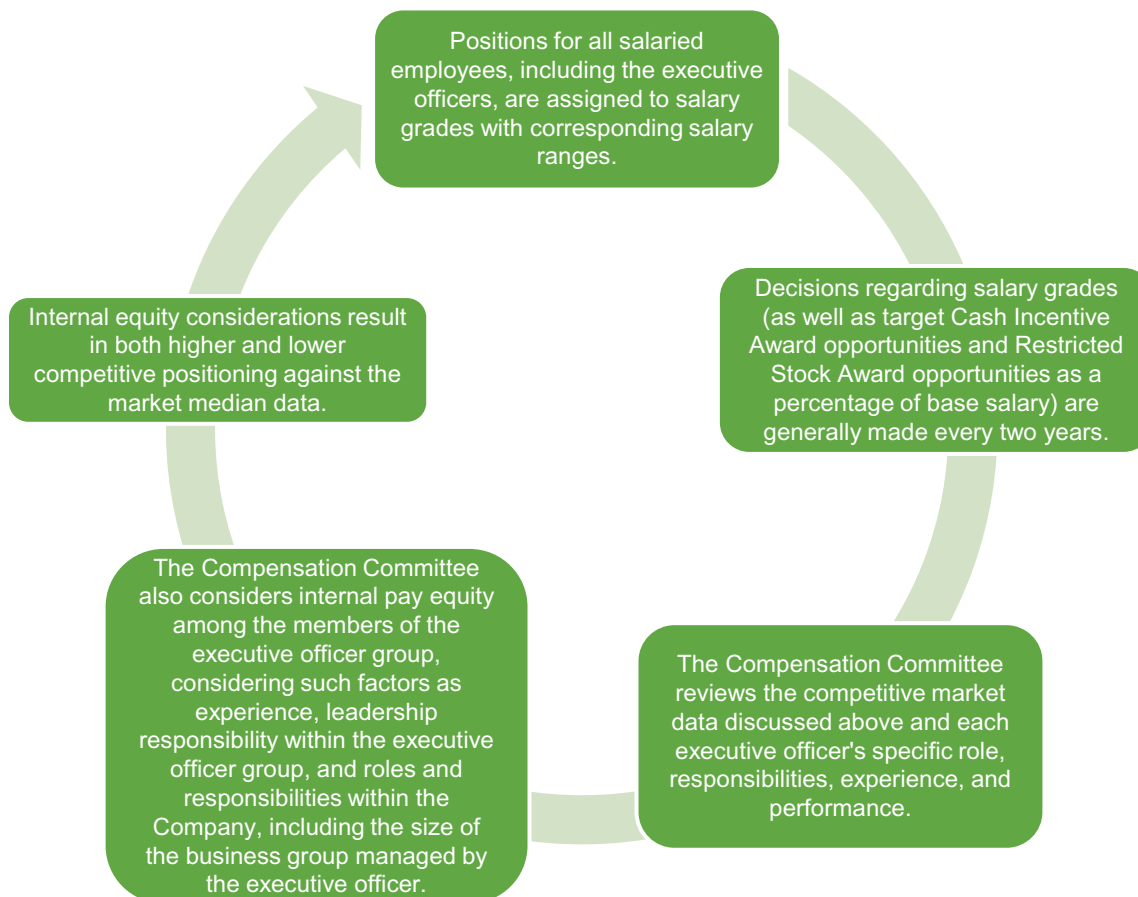 Positions for all salaried
employees, including the executive
officers, are assigned to salary
grades with corresponding salary
ranges.
Decisions regarding salary grades
(as well as target Cash Incentive
Award opportunities and Restricted
Stock Award opportunities as a
percentage of base salary) are
generally made every two years.
The Compensation Committee
reviews the competitive market
data discussed above and each
executive officer's specific role,
responsibilities, experience, and
performance.
The Compensation Committee
also considers internal pay equity
among the members of the
executive officer group,
considering such factors as
experience, leadership
responsibility within the executive
officer group, and roles and
responsibilities within the
Company, including the size of
the business group managed by
the executive officer.
Internal equity considerations result
in both higher and lower
competitive positioning against the
market median data.